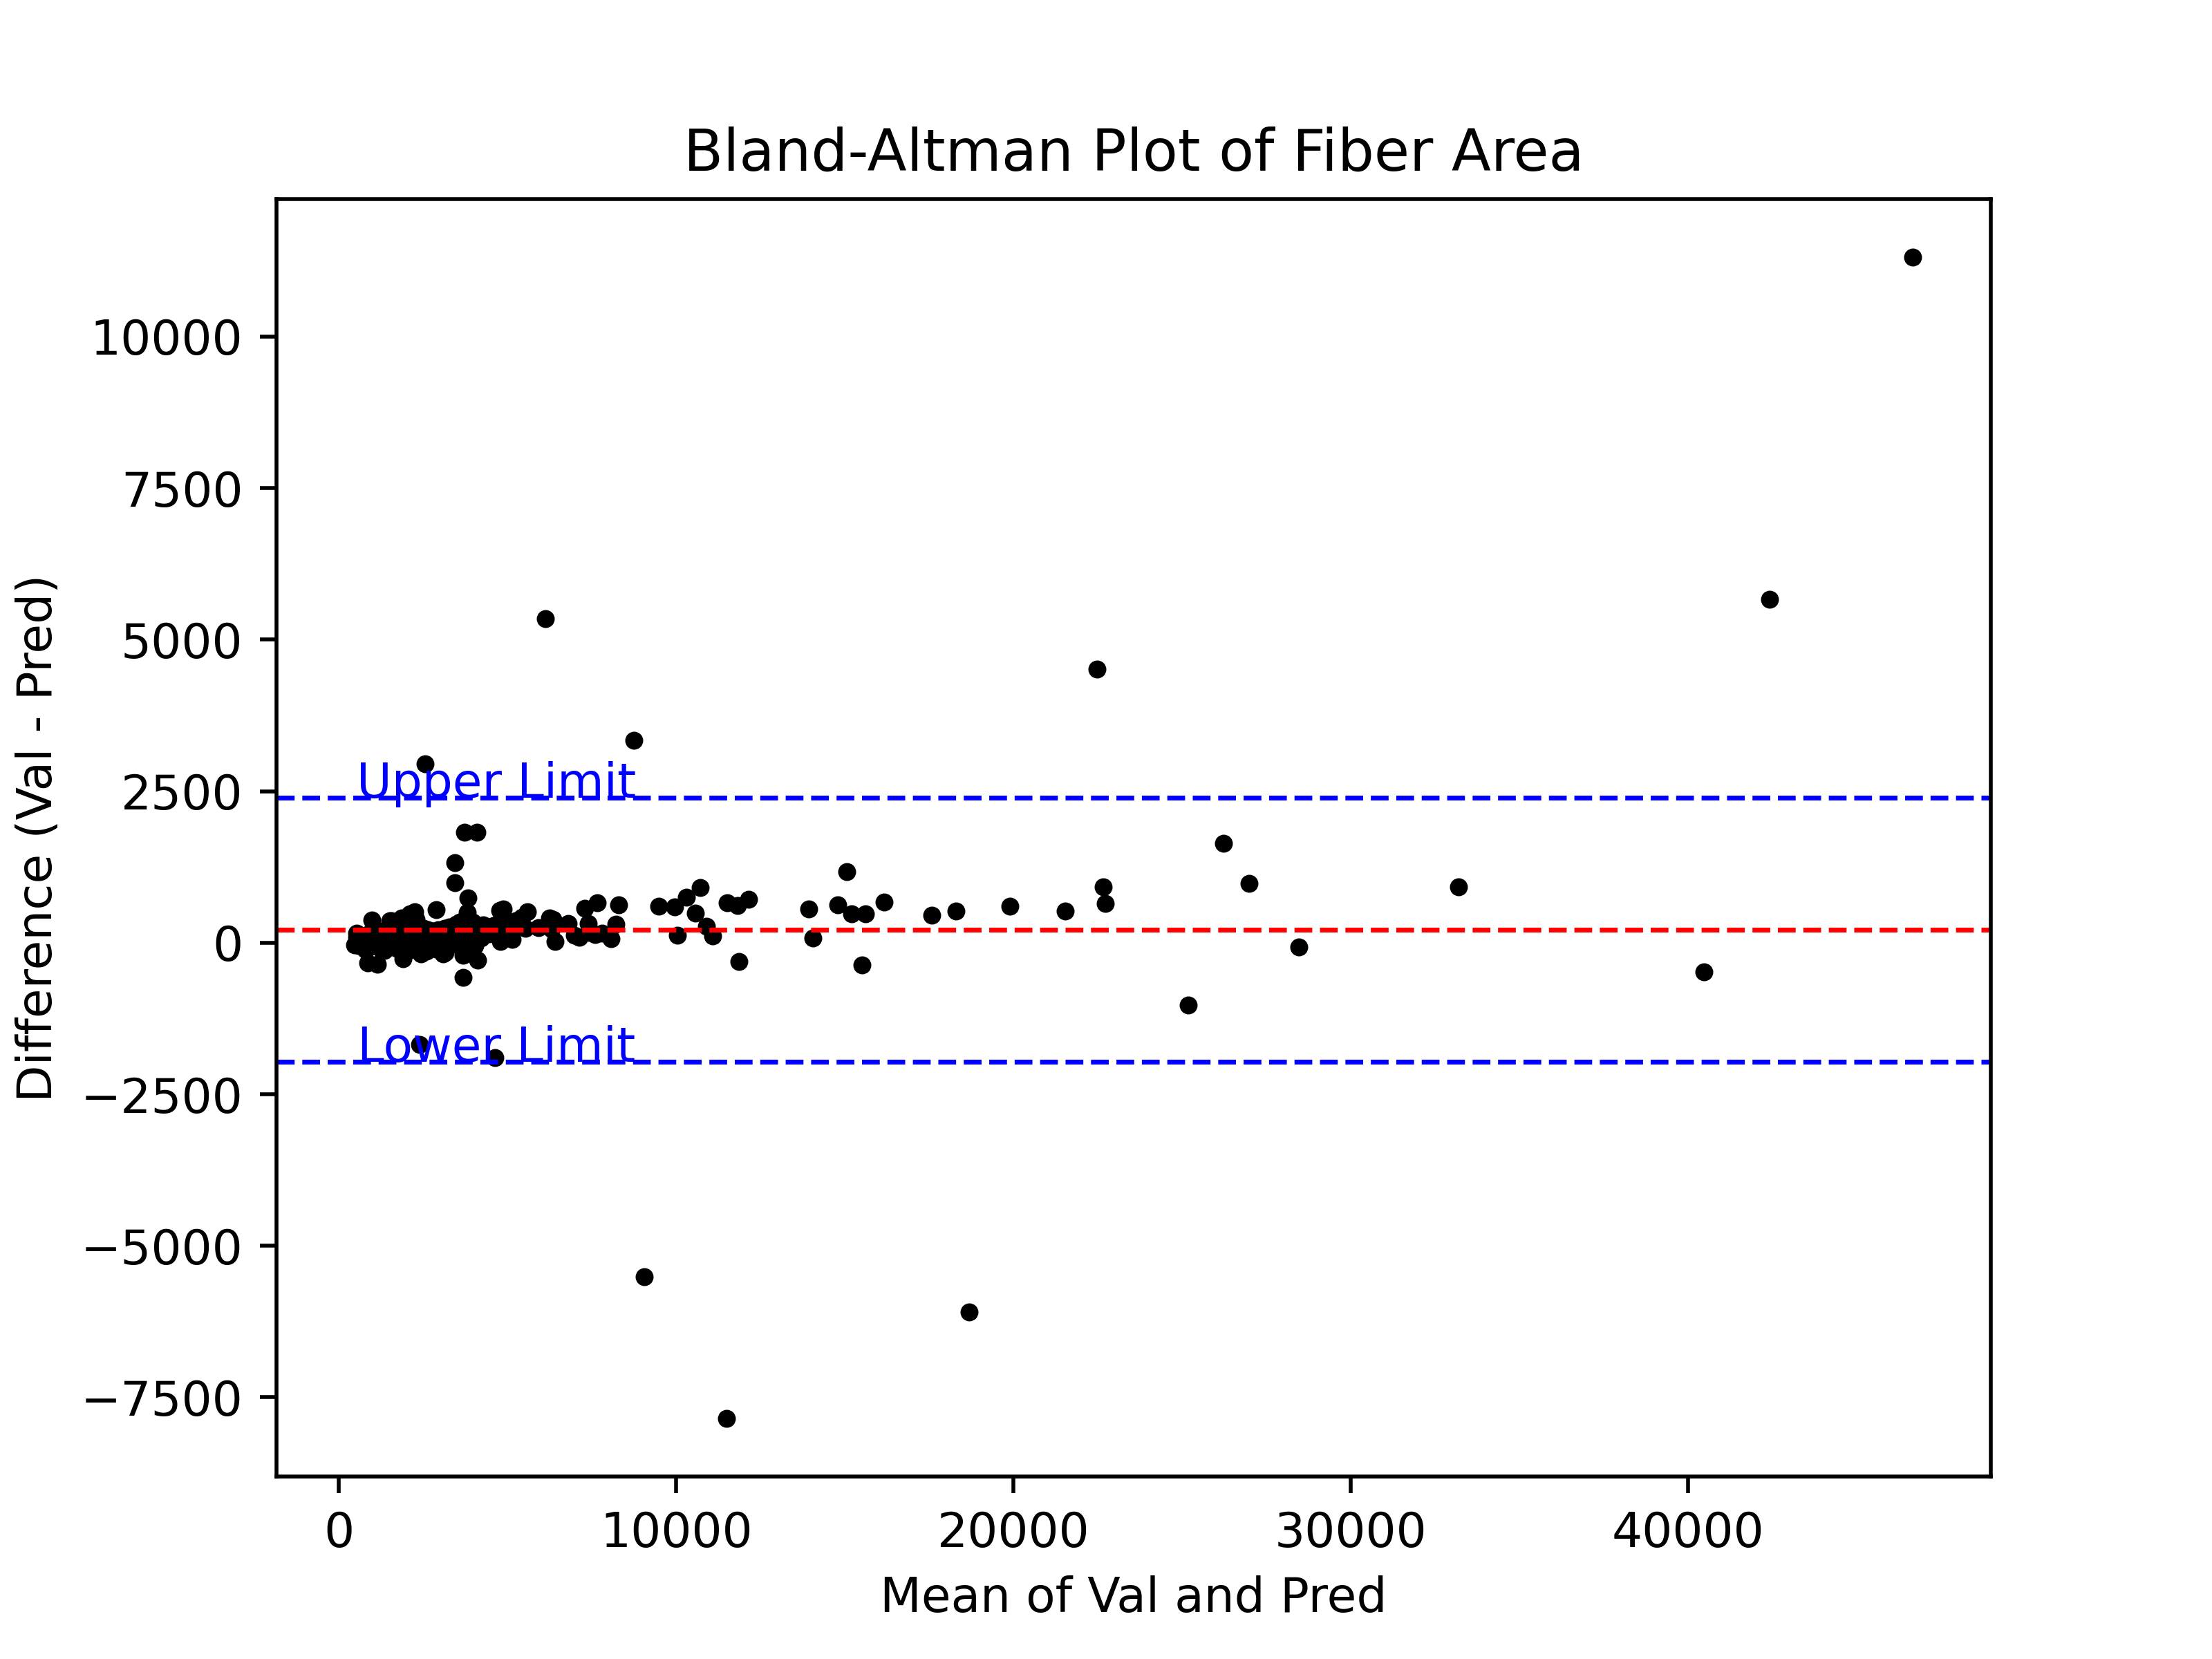 Bland-Altman Plot of Fiber Area
Difference (Val - Pred)
10000
7500
5000
2500
0
−2500
−5000
−7500
Upper Limit
Lower Limit
0 10000 20000 30000 40000
Mean of Val and Pred